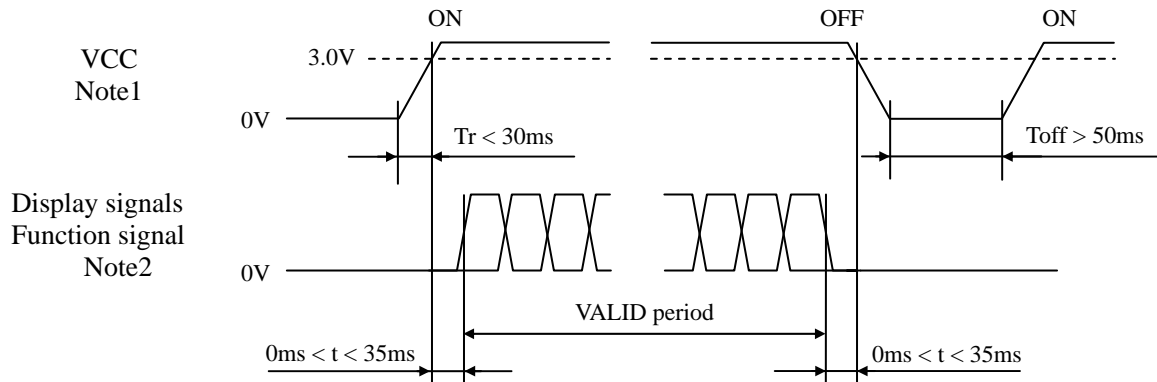 ON OFF ON
VCC
Note1
3.0V
0V
Tr < 30ms
Toff > 50ms
Display signals
Function signal
Note2
0V
VALID period
0ms < t < 35ms
0ms < t < 35ms